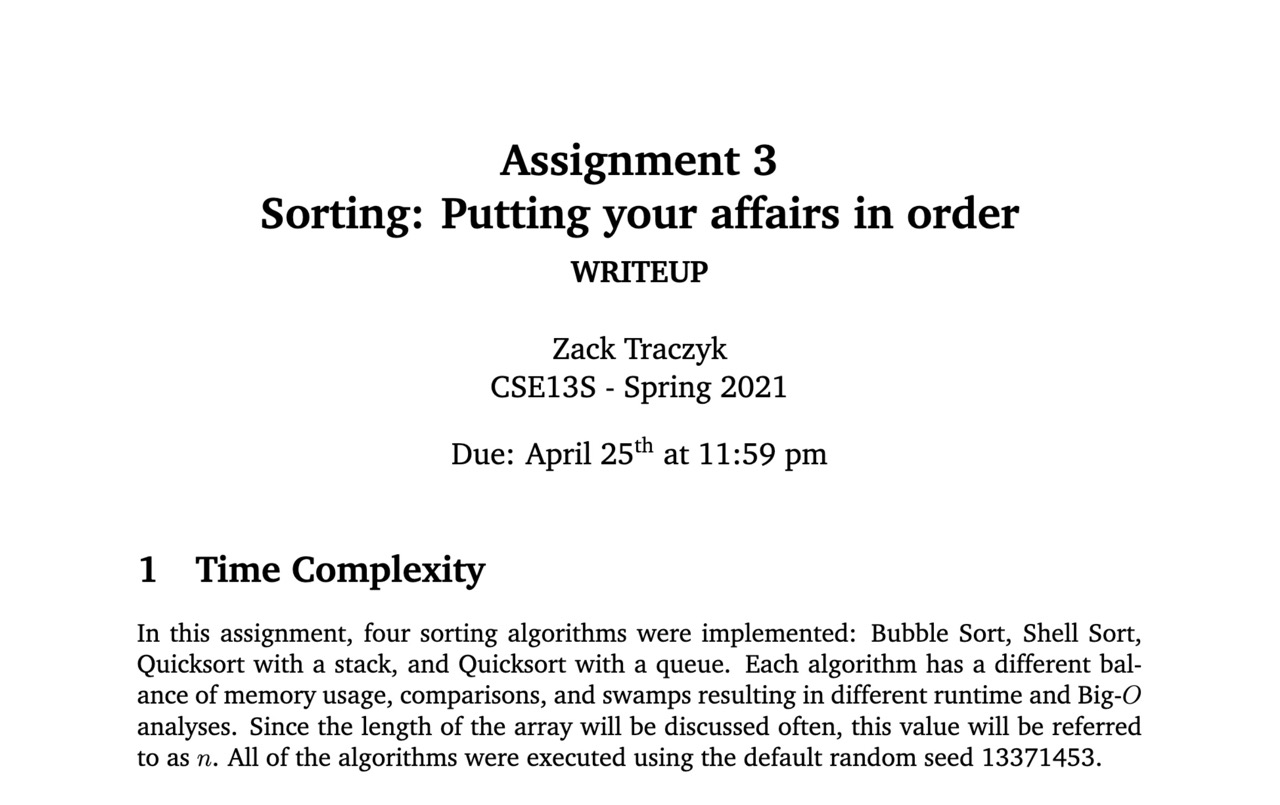 Assignment 3
Sorting: Putting your affairs in order
WRITEUP
Zack Traczyk
CSE13S - Spring 2021
Due: April 25th at 11:59 pm
1 Time Complexity
In this assignment, four sorting algorithms were implemented: Bubble Sort, Shell Sort,
Quicksort with a stack, and Quicksort with a queue. Each algorithm has a different bal-
ance of memory usage, comparisons, and swamps resulting in different runtime and Big-O
analyses. Since the length of the array will be discussed often, this value will be referred
to as n. All of the algorithms were executed using the default random seed 13371453.